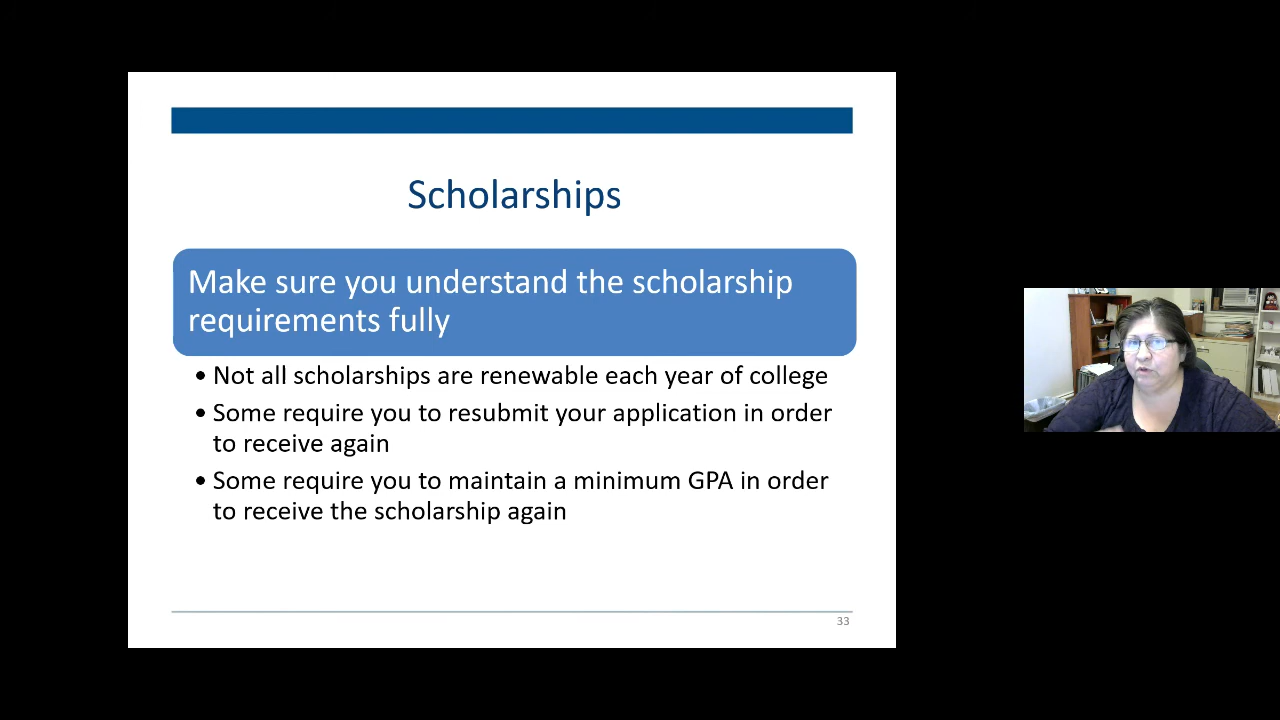 Scholarships
Make sure you understand the scholarship
requirements fully
• Not all scholarships are renewable each year of college
• Some require you to resubmit your application in order
to receive again
• Some require you to maintain a minimum GPA in order
to receive the scholarship again
33